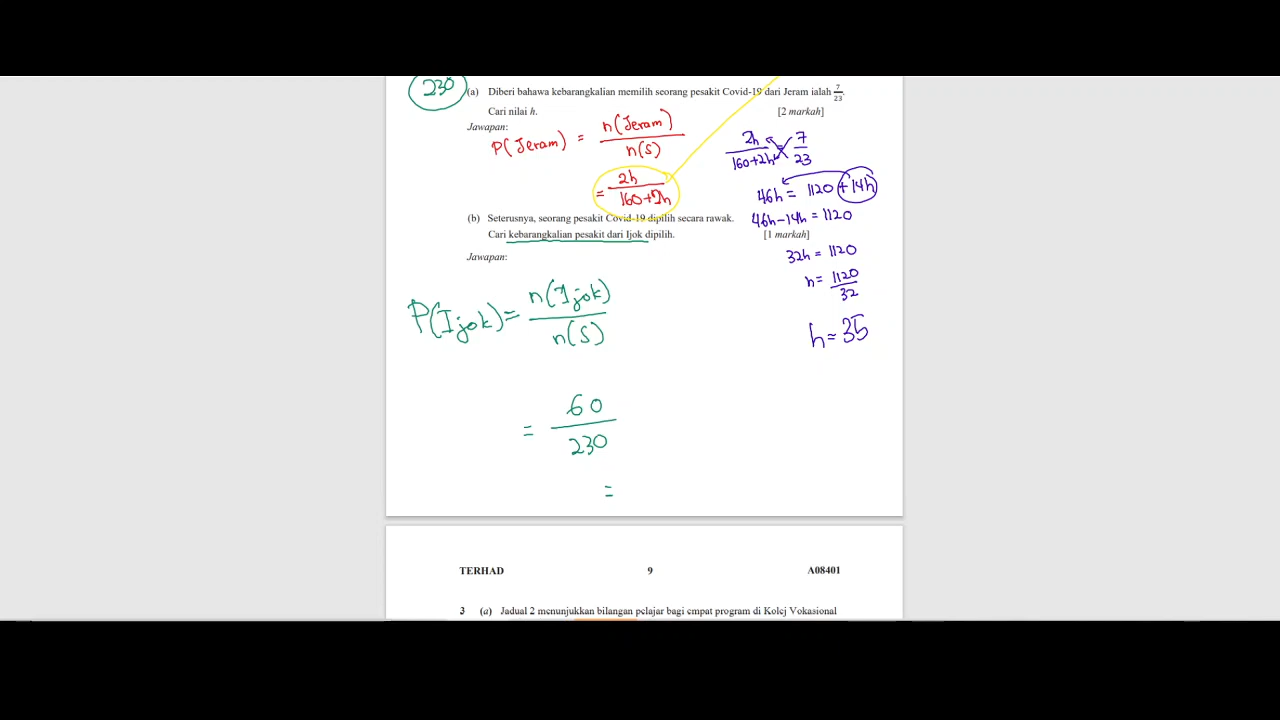 230
(a) Diberi bahawa kebarangkalian memilih seorang pesakit Covid-19 dari Jeram ialah 7/23.
Cari nilai h. [2 markah]
Jawapan:
P(Jeram) = n(Jeram)/n(S)
= 2h/160+2h
2h/160+2h = 7/23
46h = 1120 + 14h
46h - 14h = 1120
32h = 1120
h = 1120/32
h = 35
(b) Seterusnya, seorang pesakit Covid-19 dipilih secara rawak.
Cari kebarangkalian pesakit dari Ijok dipilih. [1 markah]
Jawapan:
P(Ijok) = n(Ijok)/n(S)
= 60/230
=
TERHAD 9 A08401
3 (a) Jadual 2 menunjukkan bilangan pelajar bagi empat program di Kolej Vokasional